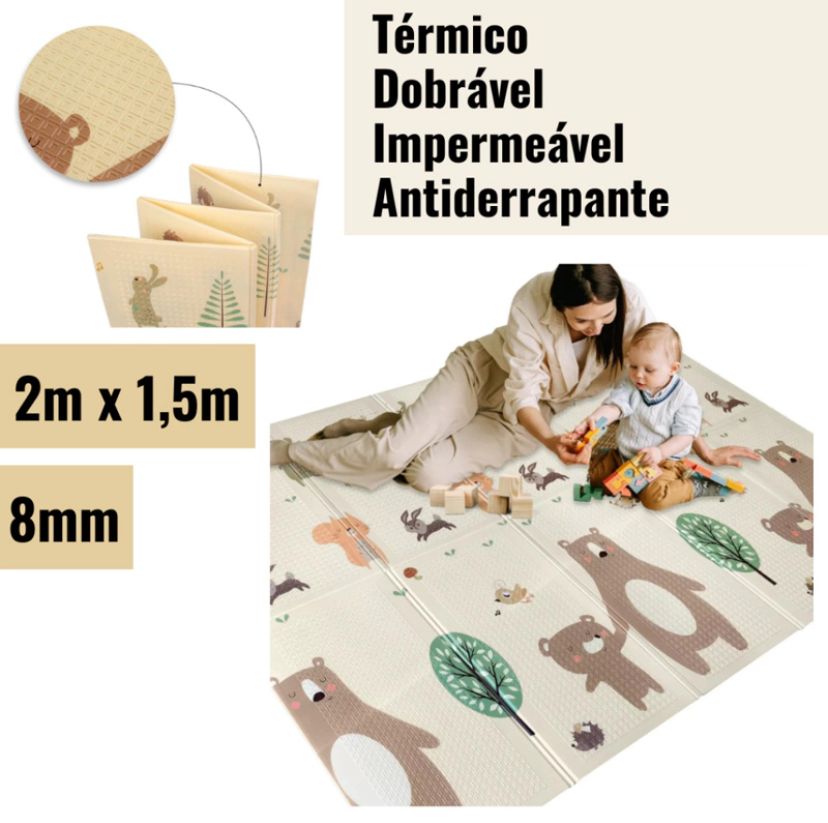 Térmico
Dobrável
Impermeável
Antiderrapante
2m x 1,5m
8mm